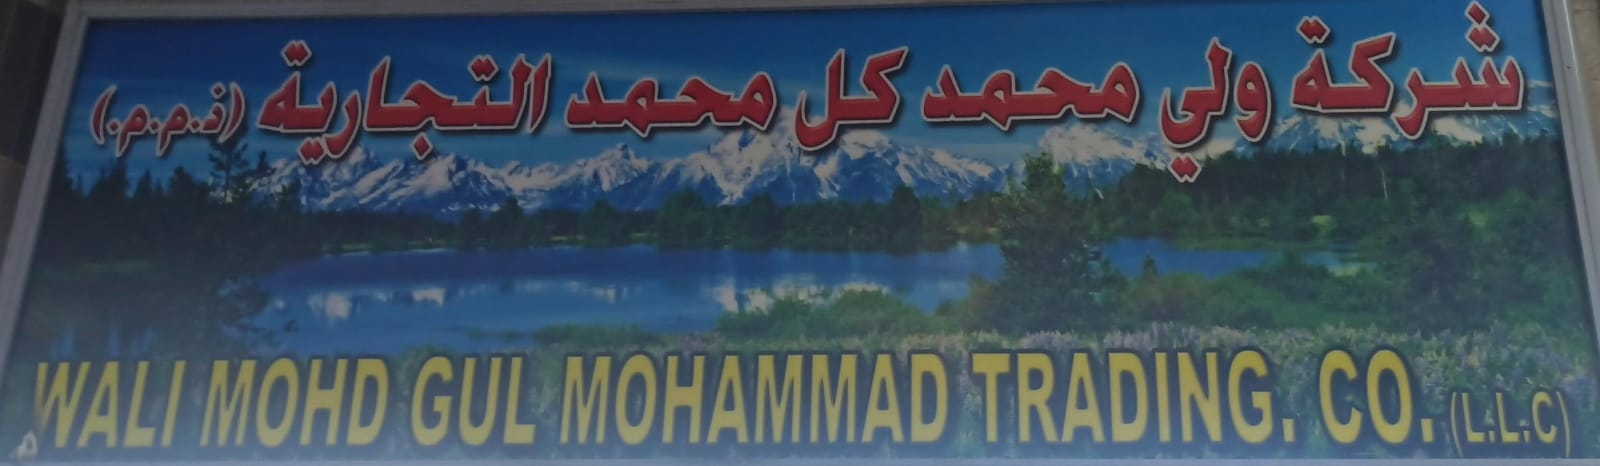 شركة ولي محمد كل محمد التجارية (ذ.م.م.)
WALI MOHD GUL MOHAMMAD TRADING. CO. (L.L.C)